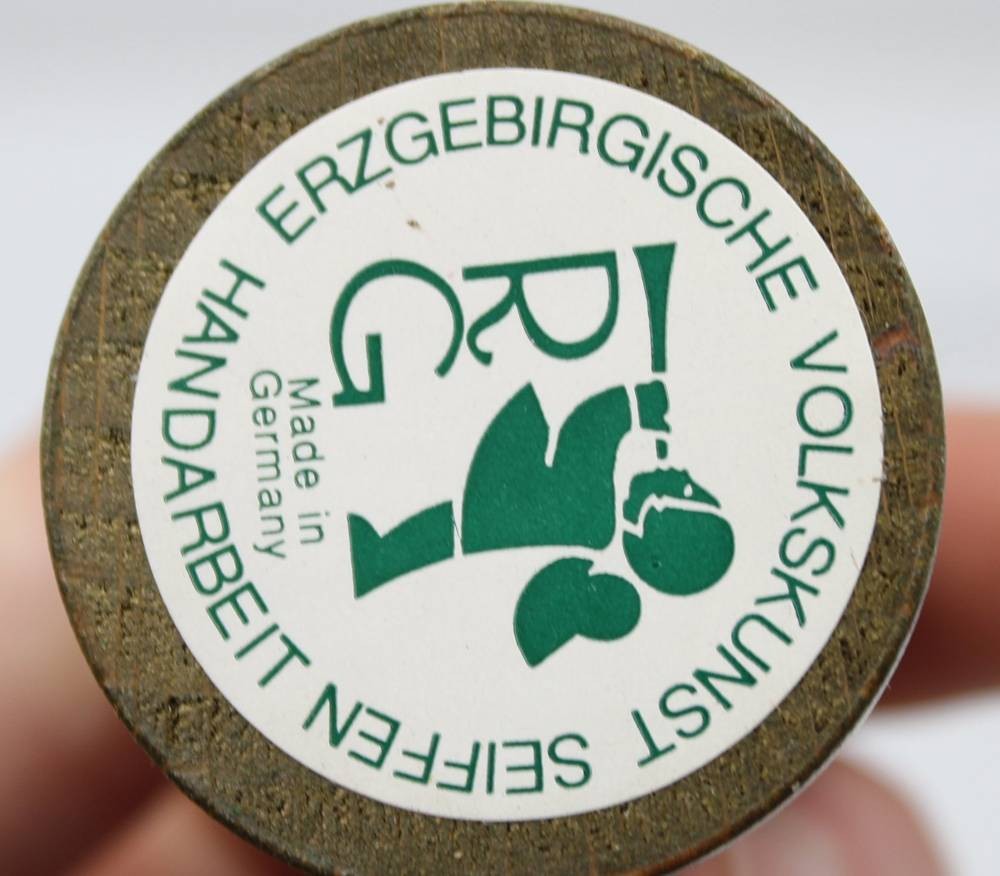 ERZGEBIRGISCHE VOLKSKUNST SEIFFEN
HANDARBEIT
RG
Made in
Germany